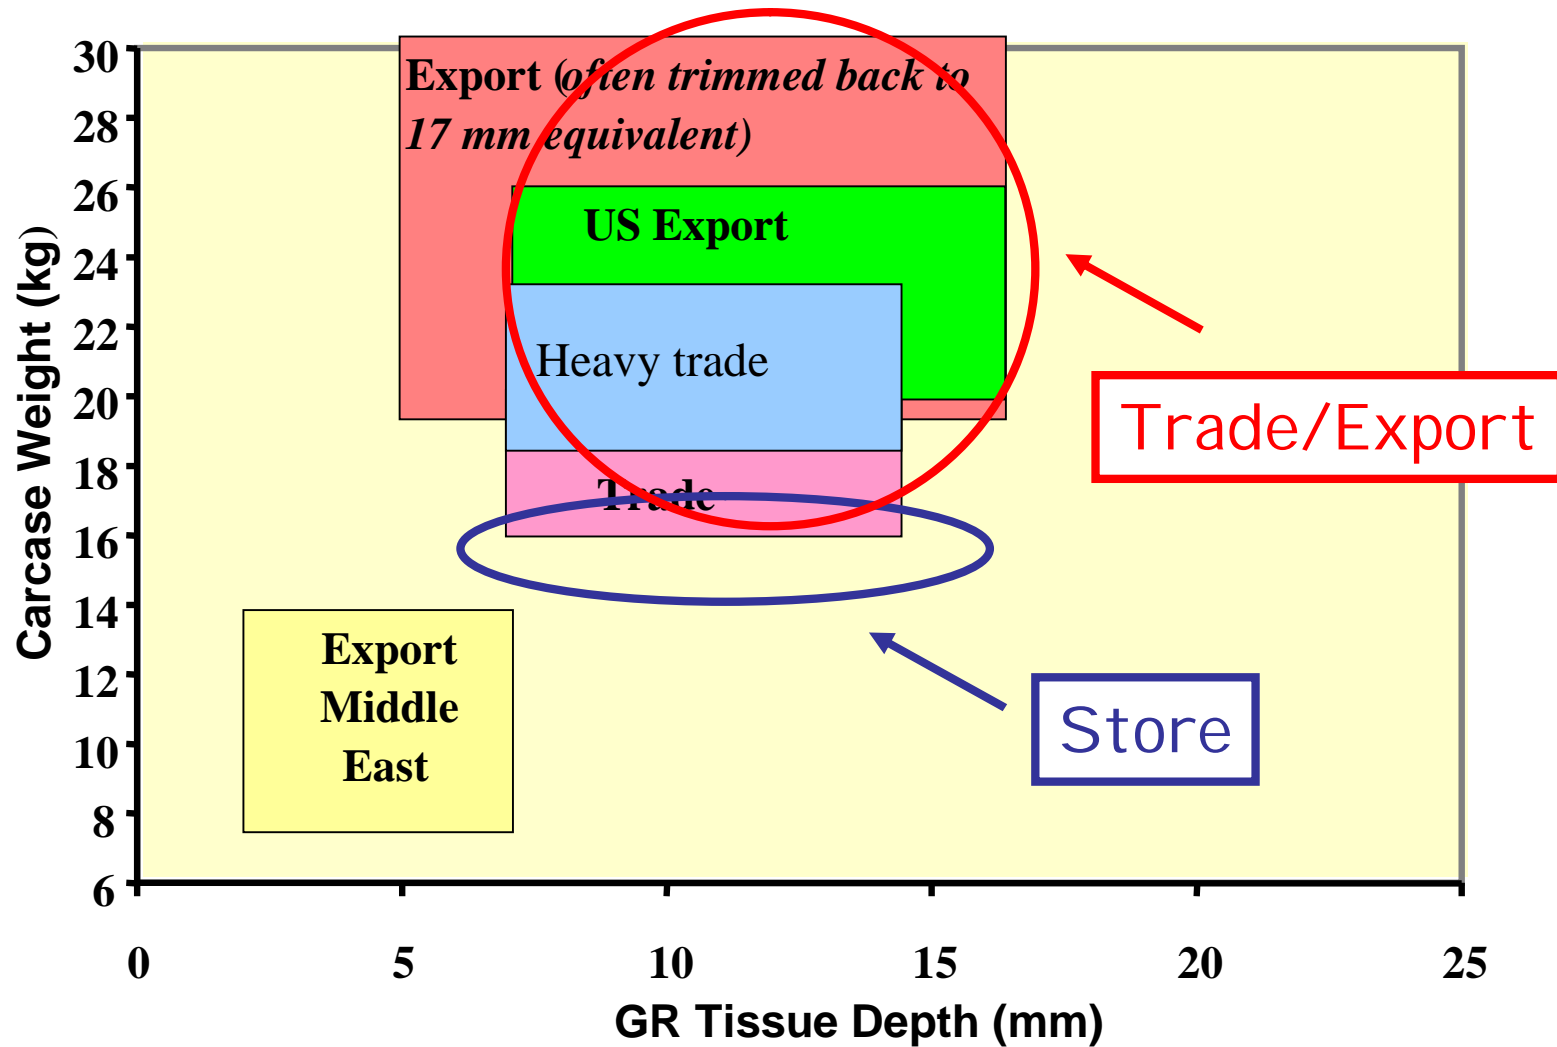 30
28
26
24
22
20
18
16
14
12
10
8
6
Carcase Weight (kg)
Export (often trimmed back to
17 mm equivalent)
US Export
Heavy trade
Trade
Trade/Export
Export
Middle
East
Store
0 5 10 15 20 25
GR Tissue Depth (mm)